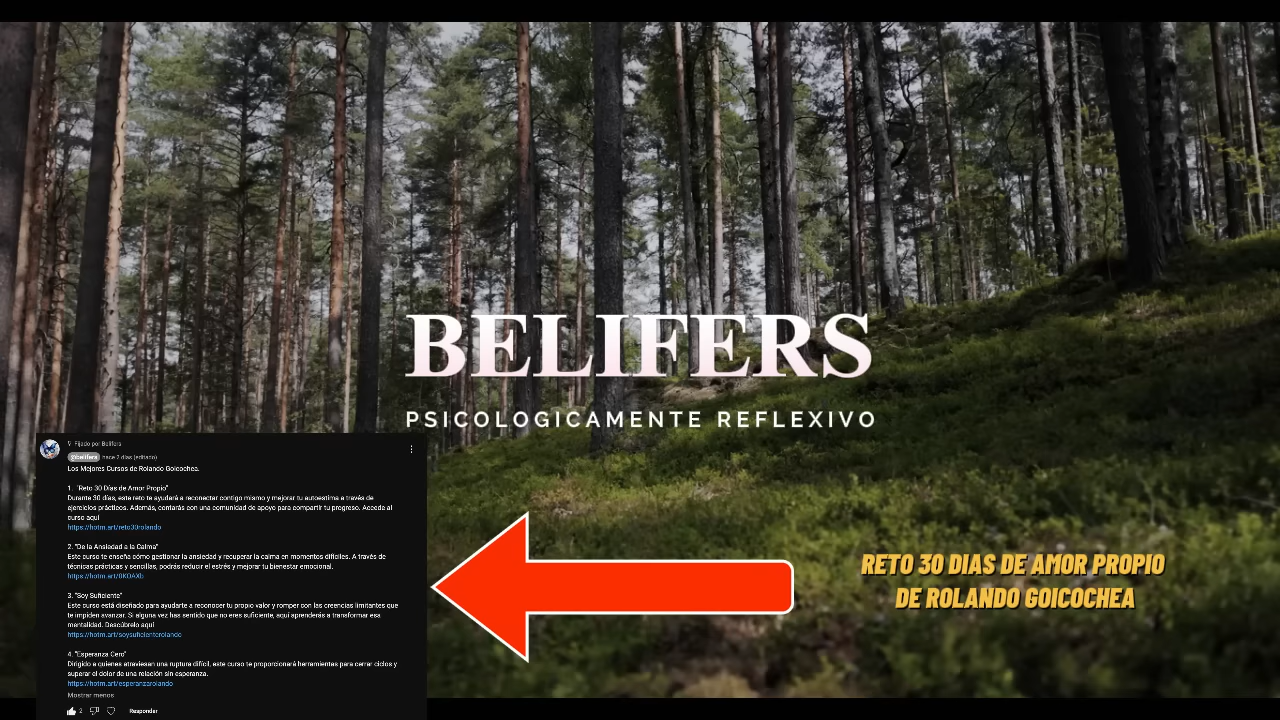 BELIFERS
PSICOLOGICAMENTE REFLEXIVO
Fijado por Belifers
@belifers hace 2 días (editado)
Los Mejores Cursos de Rolando Goicochea.
1. "Reto 30 Días de Amor Propio"
Durante 30 días, este reto te ayudará a reconectar contigo mismo y mejorar tu autoestima a través de
ejercicios prácticos. Además, contarás con una comunidad de apoyo para compartir tu progreso. Accede al
curso aquí
https://hotm.art/reto30rolando
2. "De la Ansiedad a la Calma"
Este curso te enseña cómo gestionar la ansiedad y recuperar la calma en momentos difíciles. A través de
técnicas prácticas y sencillas, podrás reducir el estrés y mejorar tu bienestar emocional.
https://hotm.art/0KOAXb
3. "Soy Suficiente"
Este curso está diseñado para ayudarte a reconocer tu propio valor y romper con las creencias limitantes que
te impiden avanzar. Si alguna vez has sentido que no eres suficiente, aquí aprenderás a transformar esa
mentalidad. Descúbrelo aquí
https://hotm.art/soysuficienterolando
4. "Esperanza Cero"
Dirigido a quienes atraviesan una ruptura difícil, este curso te proporcionará herramientas para cerrar ciclos y
superar el dolor de una relación sin esperanza.
https://hotm.art/esperanzarolando
Mostrar menos
2 Responder
RETO 30 DIAS DE AMOR PROPIO
DE ROLANDO GOICOCHEA